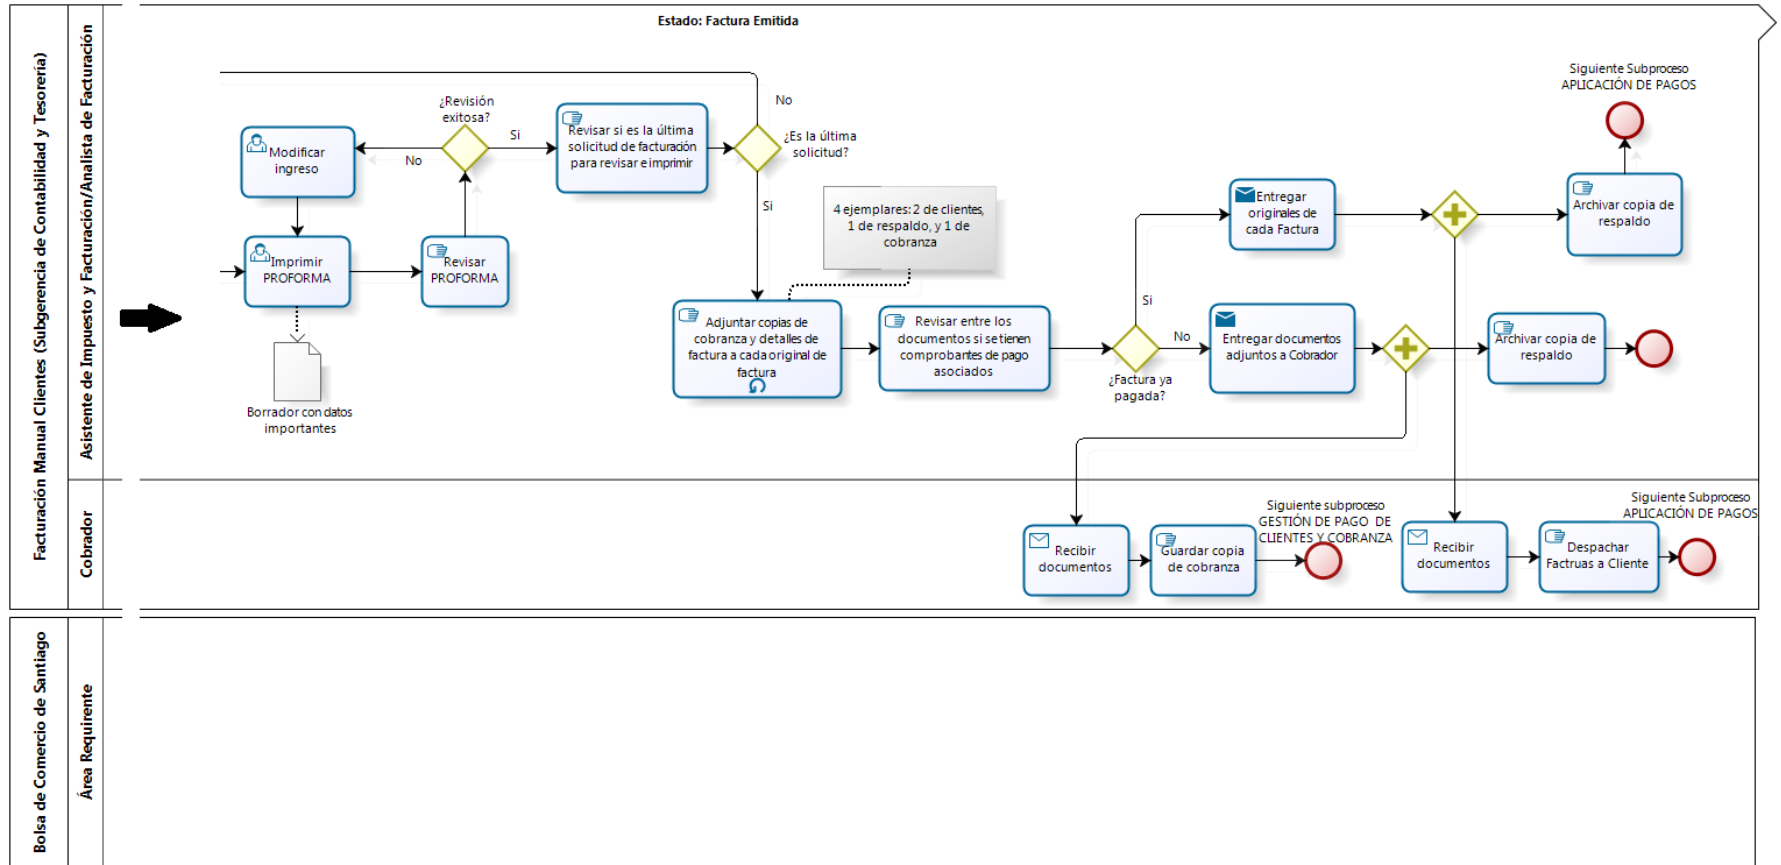 Estado: Factura Emitida
Facturación Manual Clientes (Subgerencia de Contabilidad y Tesorería)
Asistente de Impuesto y Facturación/Analista de Facturación
¿Revisión
exitosa?
Si
No
Modificar
ingreso
Imprimir
PROFORMA
Revisar
PROFORMA
Borrador con datos
importantes
Revisar si es la última
solicitud de facturación
para revisar e imprimir
No
¿Es la última
solicitud?
Si
4 ejemplares: 2 de clientes,
1 de respaldo, y 1 de
cobranza
Adjuntar copias de
cobranza y detalles de
factura a cada original de
factura
Revisar entre los
documentos si se tienen
comprobantes de pago
asociados
¿Factura ya
pagada?
Si
No
Entregar
originales de
cada Factura
Entregar documentos
adjuntos a Cobrador
Siguiente Subproceso
APLICACIÓN DE PAGOS
Archivar copia de
respaldo
Archivar copia de
respaldo
Cobrador
Recibir
documentos
Guardar copia
de cobranza
Siguiente subproceso
GESTIÓN DE PAGO DE
CLIENTES Y COBRANZA
Recibir
documentos
Despachar
Factruas a Cliente
Siguiente Subproceso
APLICACIÓN DE PAGOS
Bolsa de Comercio de Santiago
Área Requirente